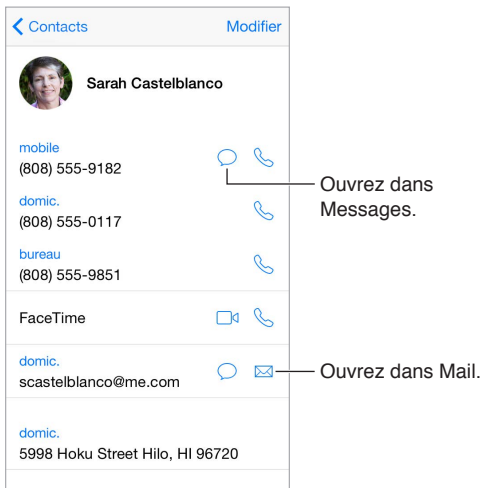 Contacts Modifier
Sarah Castelblanco
mobile
(808) 555-9182
Ouvrez dans
Messages.
domic.
(808) 555-0117
bureau
(808) 555-9851
FaceTime
domic.
scastelblanco@me.com
Ouvrez dans Mail.
domic.
5998 Hoku Street Hilo, HI 96720